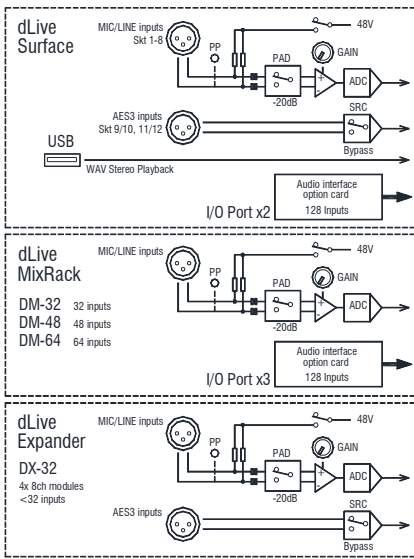 dLive
Surface
MIC/LINE inputs
Skt 1-8
PP
48V
PAD
-20dB
GAIN
+
-
ADC
AES3 inputs
Skt 9/10, 11/12
SRC
Bypass
USB
WAV Stereo Playback
I/O Port x2
Audio interface
option card
128 Inputs
dLive
MixRack
DM-32 32 inputs
DM-48 48 inputs
DM-64 64 inputs
MIC/LINE inputs
PP
48V
PAD
-20dB
GAIN
+
-
ADC
I/O Port x3
Audio interface
option card
128 Inputs
dLive
Expander
DX-32
4x 8ch modules
<32 inputs
MIC/LINE inputs
PP
48V
PAD
-20dB
GAIN
+
-
ADC
AES3 inputs
SRC
Bypass